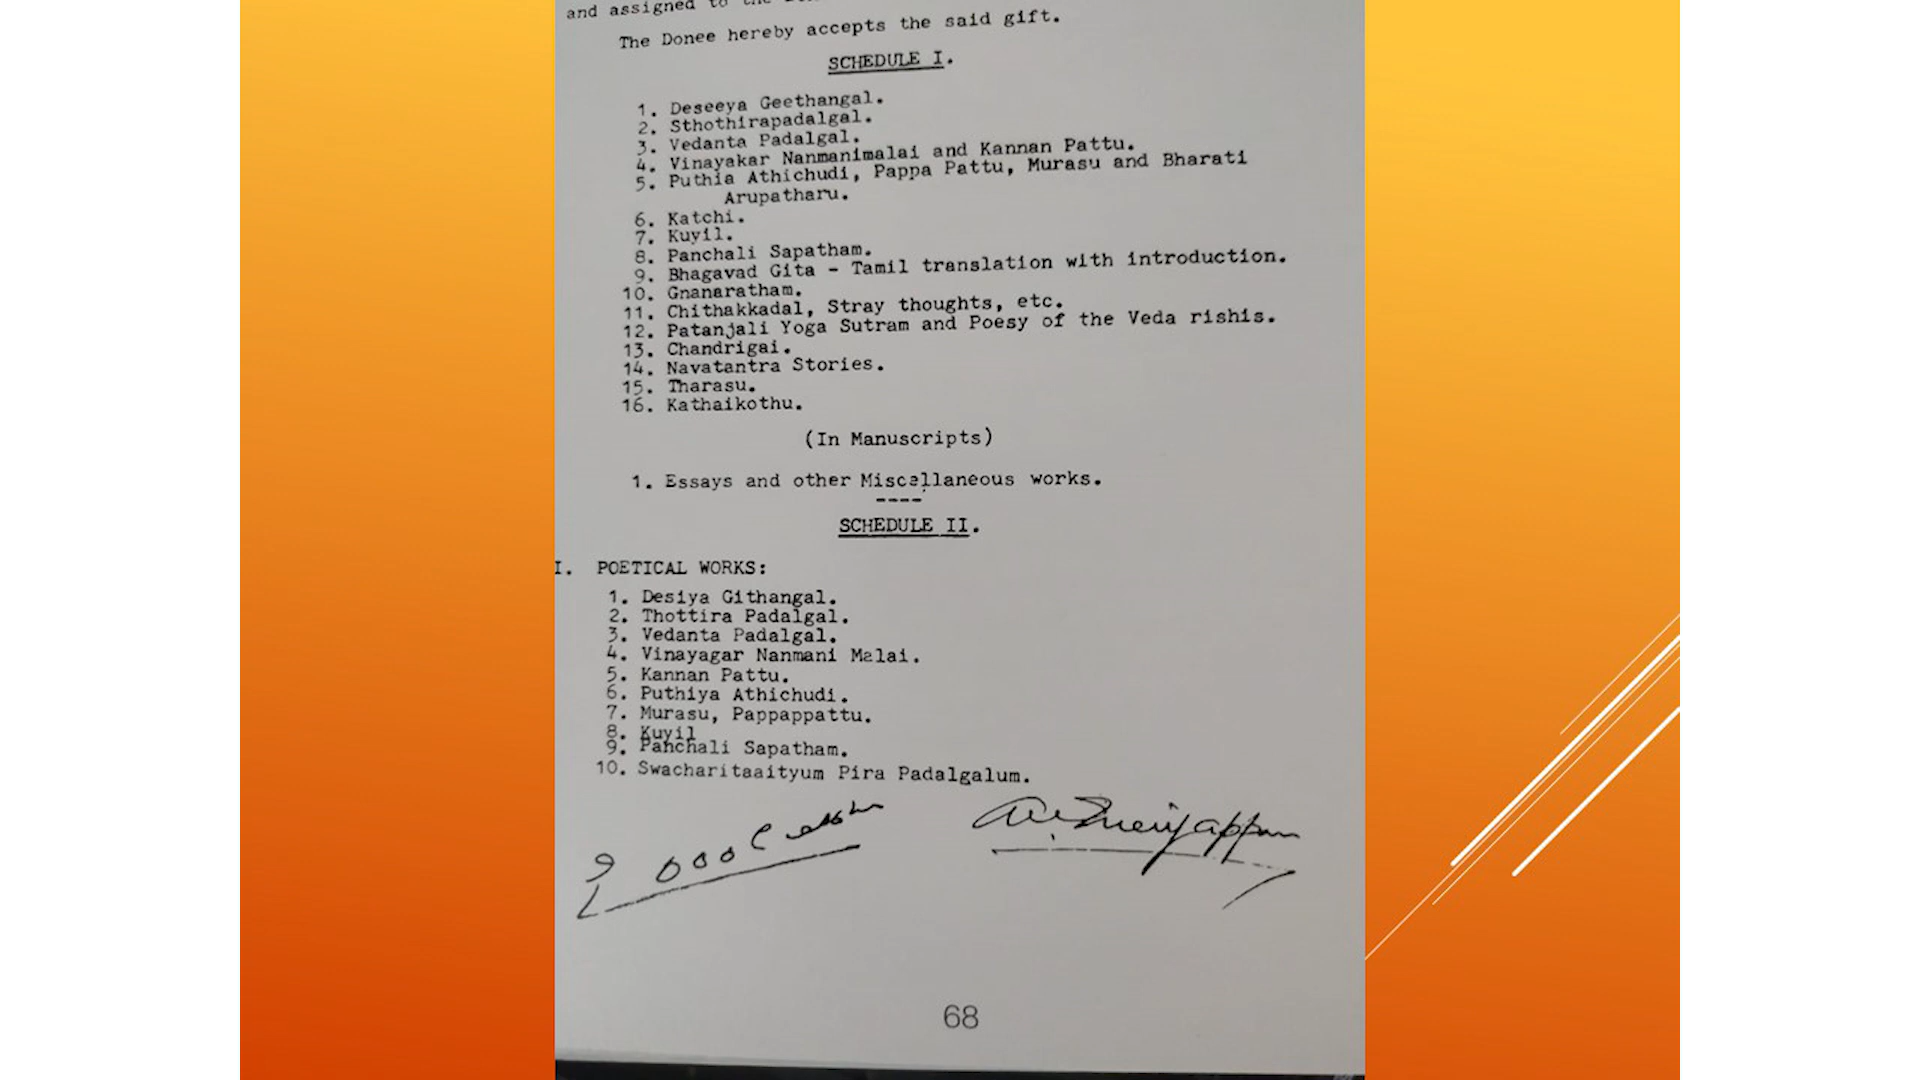 and assigned to the
The Donee hereby accepts the said gift.
SCHEDULE I.
1. Deseeya Geethangal.
2. Sthothirapadalgal.
3. Vedanta Padalgal.
4. Vinayakar Nanmanimalai and Kannan Pattu.
5. Puthia Athichudi, Pappa Pattu, Murasu and Bharati
Arupatharu.
6. Katchi.
7. Kuyil.
8. Panchali Sapatham.
9. Bhagavad Gita - Tamil translation with introduction.
10. Gnanaratham.
11. Chithakkadal, Stray thoughts, etc.
12. Patanjali Yoga Sutram and Poesy of the Veda rishis.
13. Chandrigai.
14. Navatantra Stories.
15. Tharasu.
16. Kathaikothu.
(In Manuscripts)
1. Essays and other Miscellaneous works.
----
SCHEDULE II.
I. POETICAL WORKS:
1. Desiya Githangal.
2. Thottira Padalgal.
3. Vedanta Padalgal.
4. Vinayagar Nanmani Malai.
5. Kannan Pattu.
6. Puthiya Athichudi.
7. Murasu, Pappappattu.
8. Kuyil
9. Panchali Sapatham.
10. Swacharitaaityum Pira Padalgalum.
68